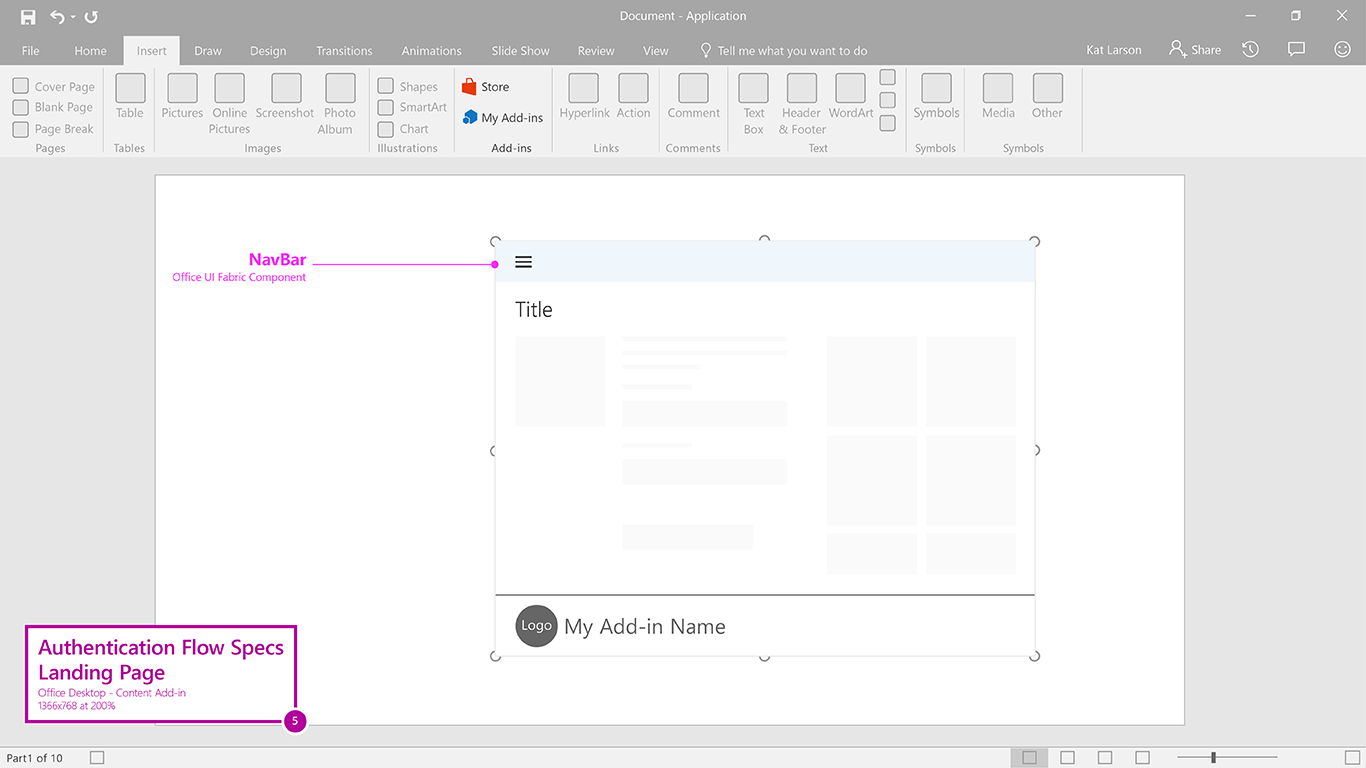 Document - Application
File Home Insert Draw Design Transitions Animations Slide Show Review View Tell me what you want to do Kat Larson Share
Cover Page
Blank Page
Page Break
Pages
Table
Tables
Pictures
Online
Pictures
Screenshot
Photo
Album
Images
Shapes
SmartArt
Chart
Illustrations
Store
My Add-ins
Add-ins
Hyperlink
Action
Links
Comment
Comments
Text
Box
Header
& Footer
WordArt
Text
Symbols
Symbols
Media
Other
Symbols
NavBar
Office UI Fabric Component
Title
Logo
My Add-in Name
Authentication Flow Specs
Landing Page
Office Desktop - Content Add-in
1366x768 at 200%
5
Part1 of 10